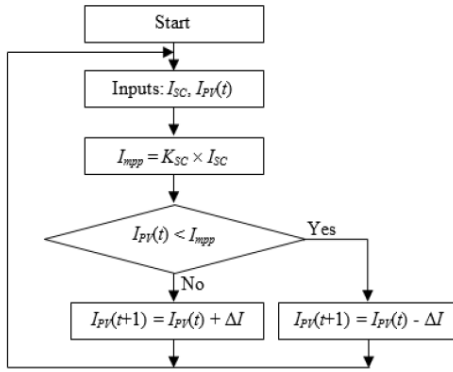 Start
Inputs: I_SC, I_PV(t)
I_mpp = K_SC × I_SC
I_PV(t) < I_mpp
Yes
No
I_PV(t+1) = I_PV(t) + ΔI
I_PV(t+1) = I_PV(t) - ΔI